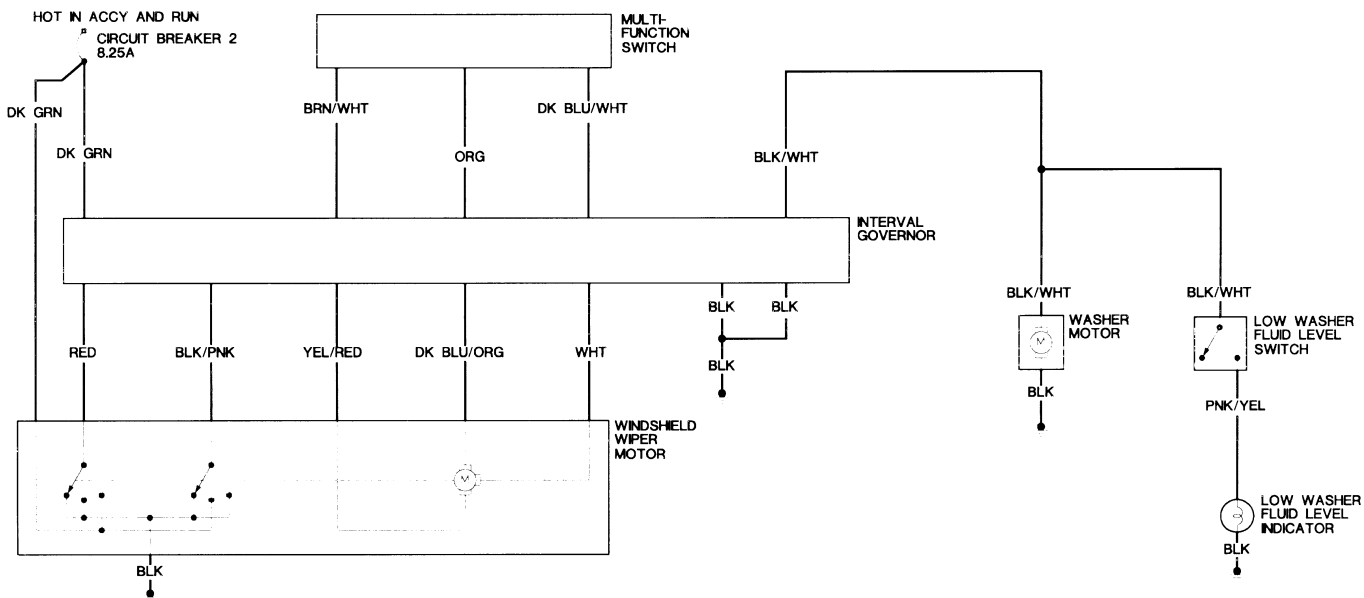 HOT IN ACCY AND RUN
CIRCUIT BREAKER 2
8.25A
MULTI-
FUNCTION
SWITCH
DK GRN
BRN/WHT
DK BLU/WHT
DK GRN
ORG
BLK/WHT
INTERVAL
GOVERNOR
BLK/WHT
BLK/WHT
BLK
BLK
WASHER
MOTOR
LOW WASHER
FLUID LEVEL
SWITCH
M
RED
BLK/PNK
YEL/RED
DK BLU/ORG
WHT
BLK
BLK
PNK/YEL
WINDSHIELD
WIPER
MOTOR
M
LOW WASHER
FLUID LEVEL
INDICATOR
BLK
BLK